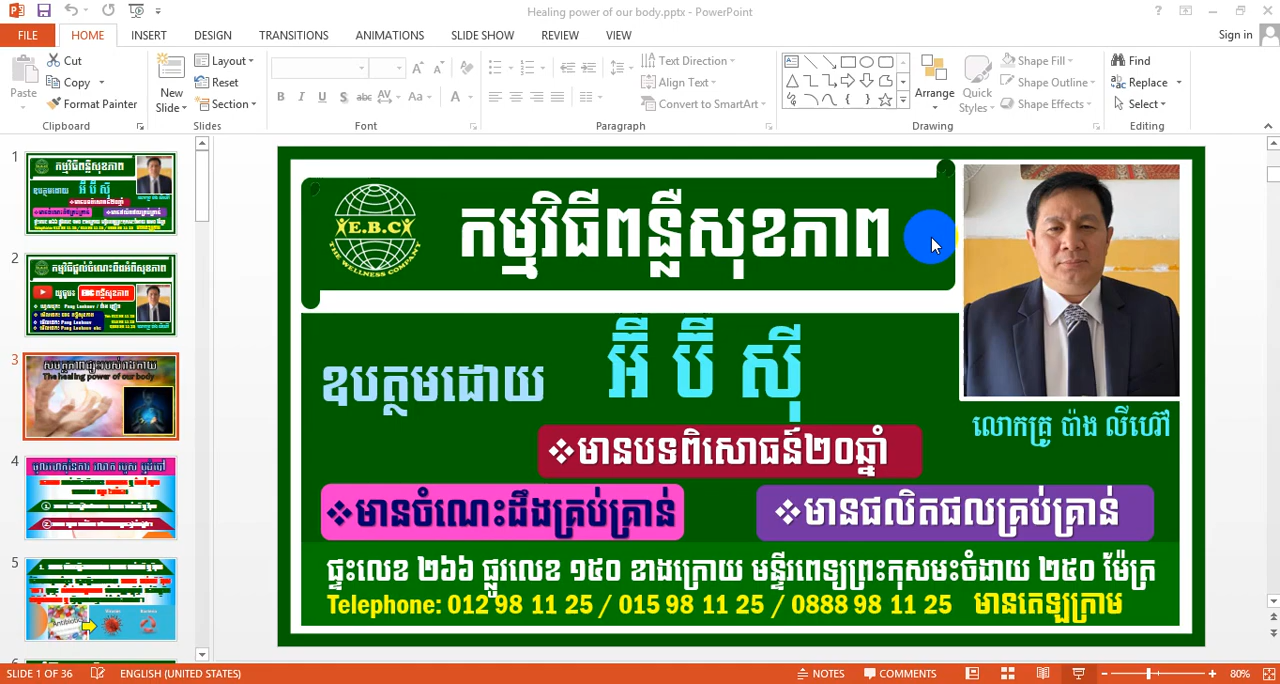 Healing power of our body.pptx - PowerPoint
FILE HOME INSERT DESIGN TRANSITIONS ANIMATIONS SLIDE SHOW REVIEW VIEW Sign in
Paste Cut Copy Format Painter
New Slide Layout Reset Section
B I U S abc AV Aa A
Text Direction Align Text Convert to SmartArt
Arrange Quick Styles Shape Fill Shape Outline Shape Effects
Find Replace Select
Clipboard Slides Font Paragraph Drawing Editing
1
2
3
The healing power of our body
4
5
E.B.C
THE WELLNESS COMPANY
កម្មវិធីពន្លឺសុខភាព
ឧបត្ថមដោយ អ៊ី ប៊ី ស៊ី
លោកគ្រូ ប៉ាង លីហ៊ៅ
❖មានបទពិសោធន៍២០ឆ្នាំ
❖មានចំណេះដឹងគ្រប់គ្រាន់ ❖មានផលិតផលគ្រប់គ្រាន់
ផ្ទះលេខ ២៦៦ ផ្លូវលេខ ១៥០ ខាងក្រោយ មន្ទីរពេទ្យព្រះកុសមះចំងាយ ២៥០ ម៉ែត្រ
Telephone: 012 98 11 25 / 015 98 11 25 / 0888 98 11 25 មានតេឡេក្រាម
SLIDE 1 OF 36 ENGLISH (UNITED STATES) NOTES COMMENTS 80%